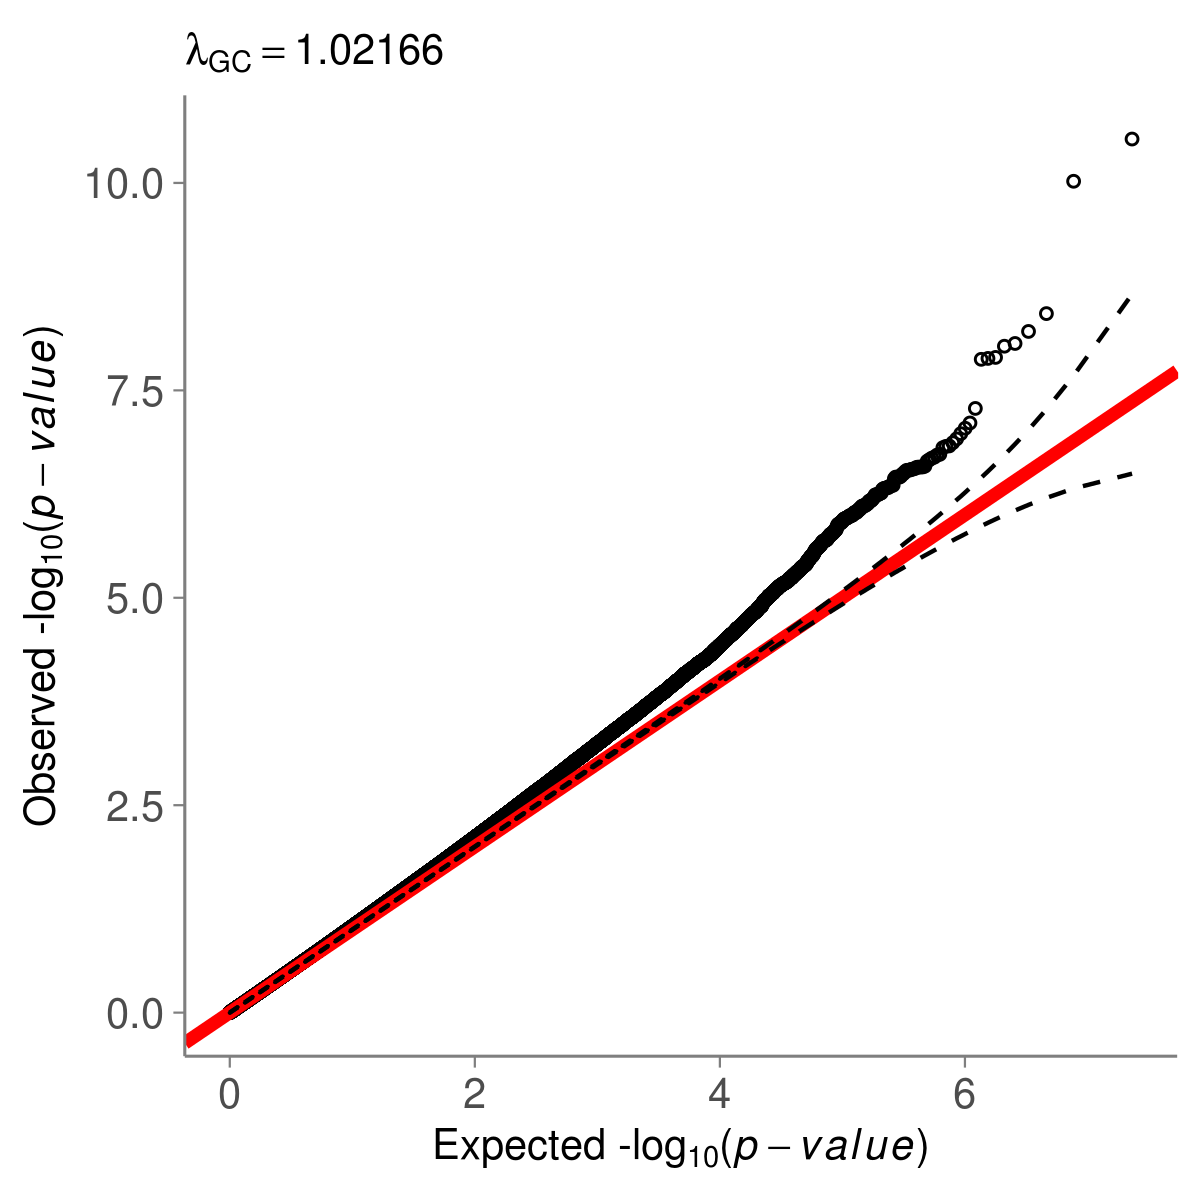 λGC = 1.02166
10.0
7.5
5.0
2.5
0.0
Observed -log10(p − value)
0 2 4 6
Expected -log10(p − value)